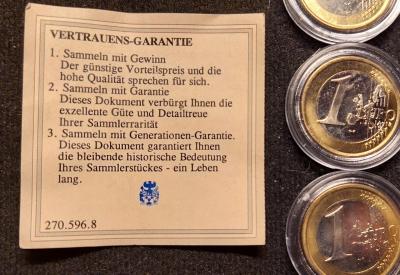 VERTRAUENS-GARANTIE
1. Sammeln mit Gewinn
Der günstige Vorteilspreis und die
hohe Qualität sprechen für sich.
2. Sammeln mit Garantie
Dieses Dokument verbürgt Ihnen die
exzellente Güte und Detailtreue
Ihrer Sammlerrarität
3. Sammeln mit Generationen-Garantie.
Dieses Dokument garantiert Ihnen
die bleibende historische Bedeutung
Ihres Sammlerstückes - ein Leben
lang.
270.596.8
1 EURO
1 EURO